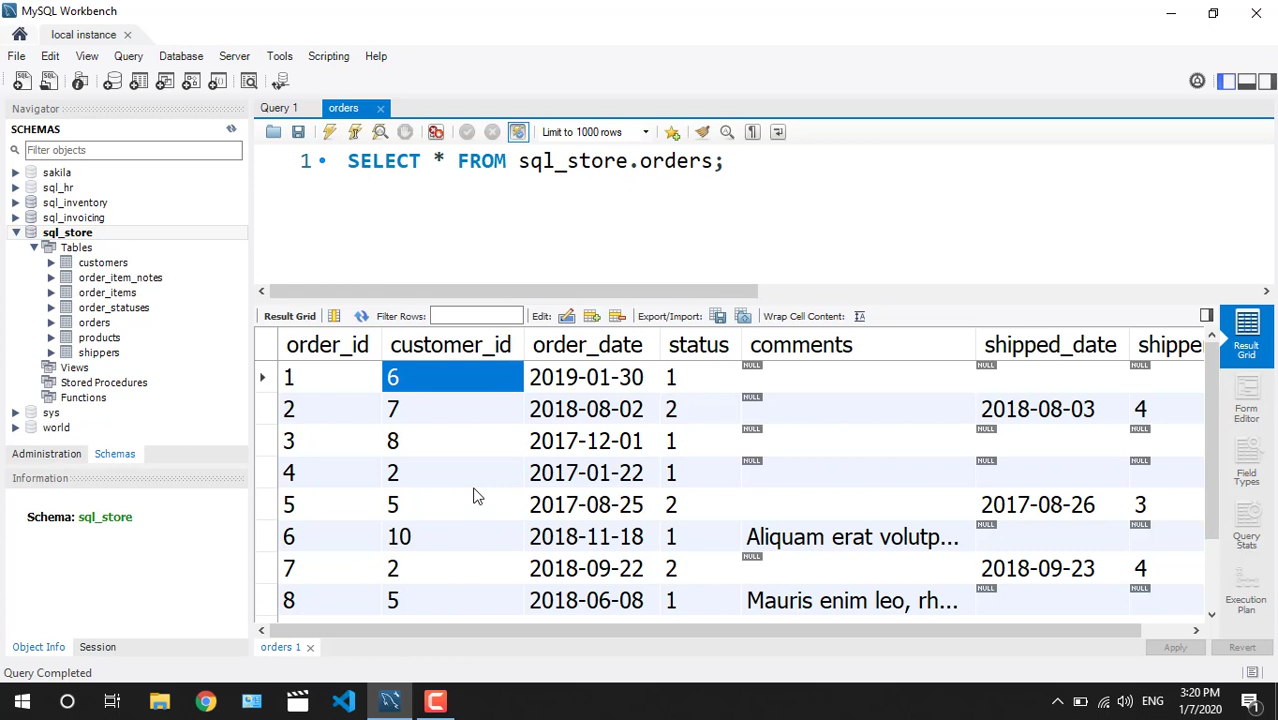 MySQL Workbench
local instance
File Edit View Query Database Server Tools Scripting Help
Navigator
SCHEMAS
Filter objects
sakila
sql_hr
sql_inventory
sql_invoicing
sql_store
Tables
customers
order_item_notes
order_items
order_statuses
orders
products
shippers
Views
Stored Procedures
Functions
sys
world
Administration Schemas
Information
Schema: sql_store
Object Info Session
Query 1 orders
Limit to 1000 rows
1 SELECT * FROM sql_store.orders;
Result Grid Filter Rows: Edit: Export/Import: Wrap Cell Content:
order_id customer_id order_date status comments shipped_date shippe
1 6 2019-01-30 1 NULL NULL NULL
2 7 2018-08-02 2 NULL 2018-08-03 4
3 8 2017-12-01 1 NULL NULL NULL
4 2 2017-01-22 1 NULL NULL NULL
5 5 2017-08-25 2 2017-08-26 3
6 10 2018-11-18 1 Aliquam erat volutp... NULL NULL
7 2 2018-09-22 2 NULL 2018-09-23 4
8 5 2018-06-08 1 Mauris enim leo, rh... NULL NULL
Result Grid
Form Editor
Field Types
Query Stats
Execution Plan
orders 1 Apply Revert
Query Completed
ENG
3:20 PM
1/7/2020
1